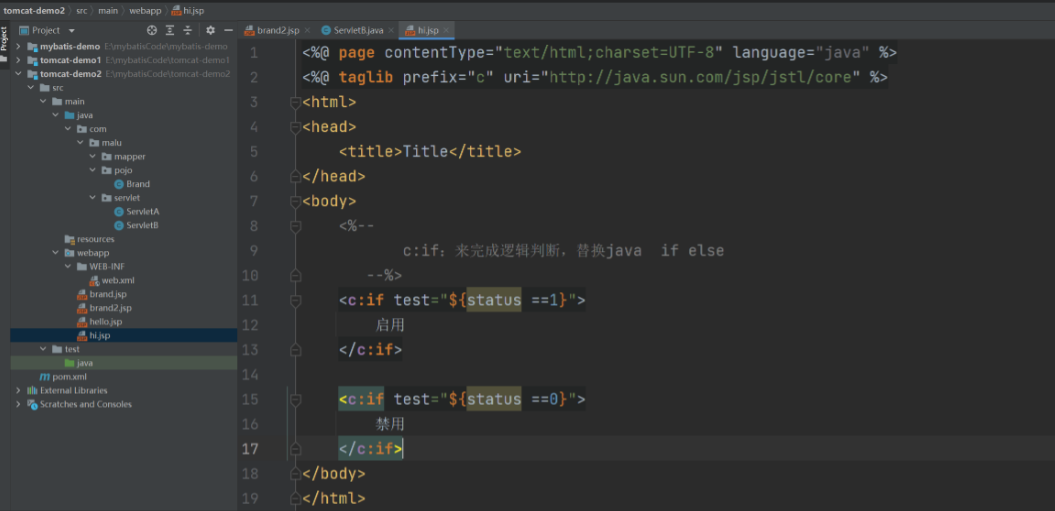 tomcat-demo2 > src > main > webapp > hi.jsp
Project
Project
brand2.jsp × ServletB.java × hi.jsp ×
mybatis-demo E:\mybatisCode\mybatis-demo
tomcat-demo1 E:\mybatisCode\tomcat-demo1
tomcat-demo2 E:\mybatisCode\tomcat-demo2
src
main
java
com
malu
mapper
pojo
Brand
servlet
ServletA
ServletB
resources
webapp
WEB-INF
web.xml
brand.jsp
brand2.jsp
hello.jsp
hi.jsp
test
java
pom.xml
External Libraries
Scratches and Consoles
1 <%@ page contentType="text/html;charset=UTF-8" language="java" %>
2 <%@ taglib prefix="c" uri="http://java.sun.com/jsp/jstl/core" %>
3 <html>
4 <head>
5 <title>Title</title>
6 </head>
7 <body>
8 <%--
9 c:if：来完成逻辑判断，替换java if else
10 --%>
11 <c:if test="${status ==1}">
12 启用
13 </c:if>
14
15 <c:if test="${status ==0}">
16 禁用
17 </c:if>
18 </body>
19 </html>